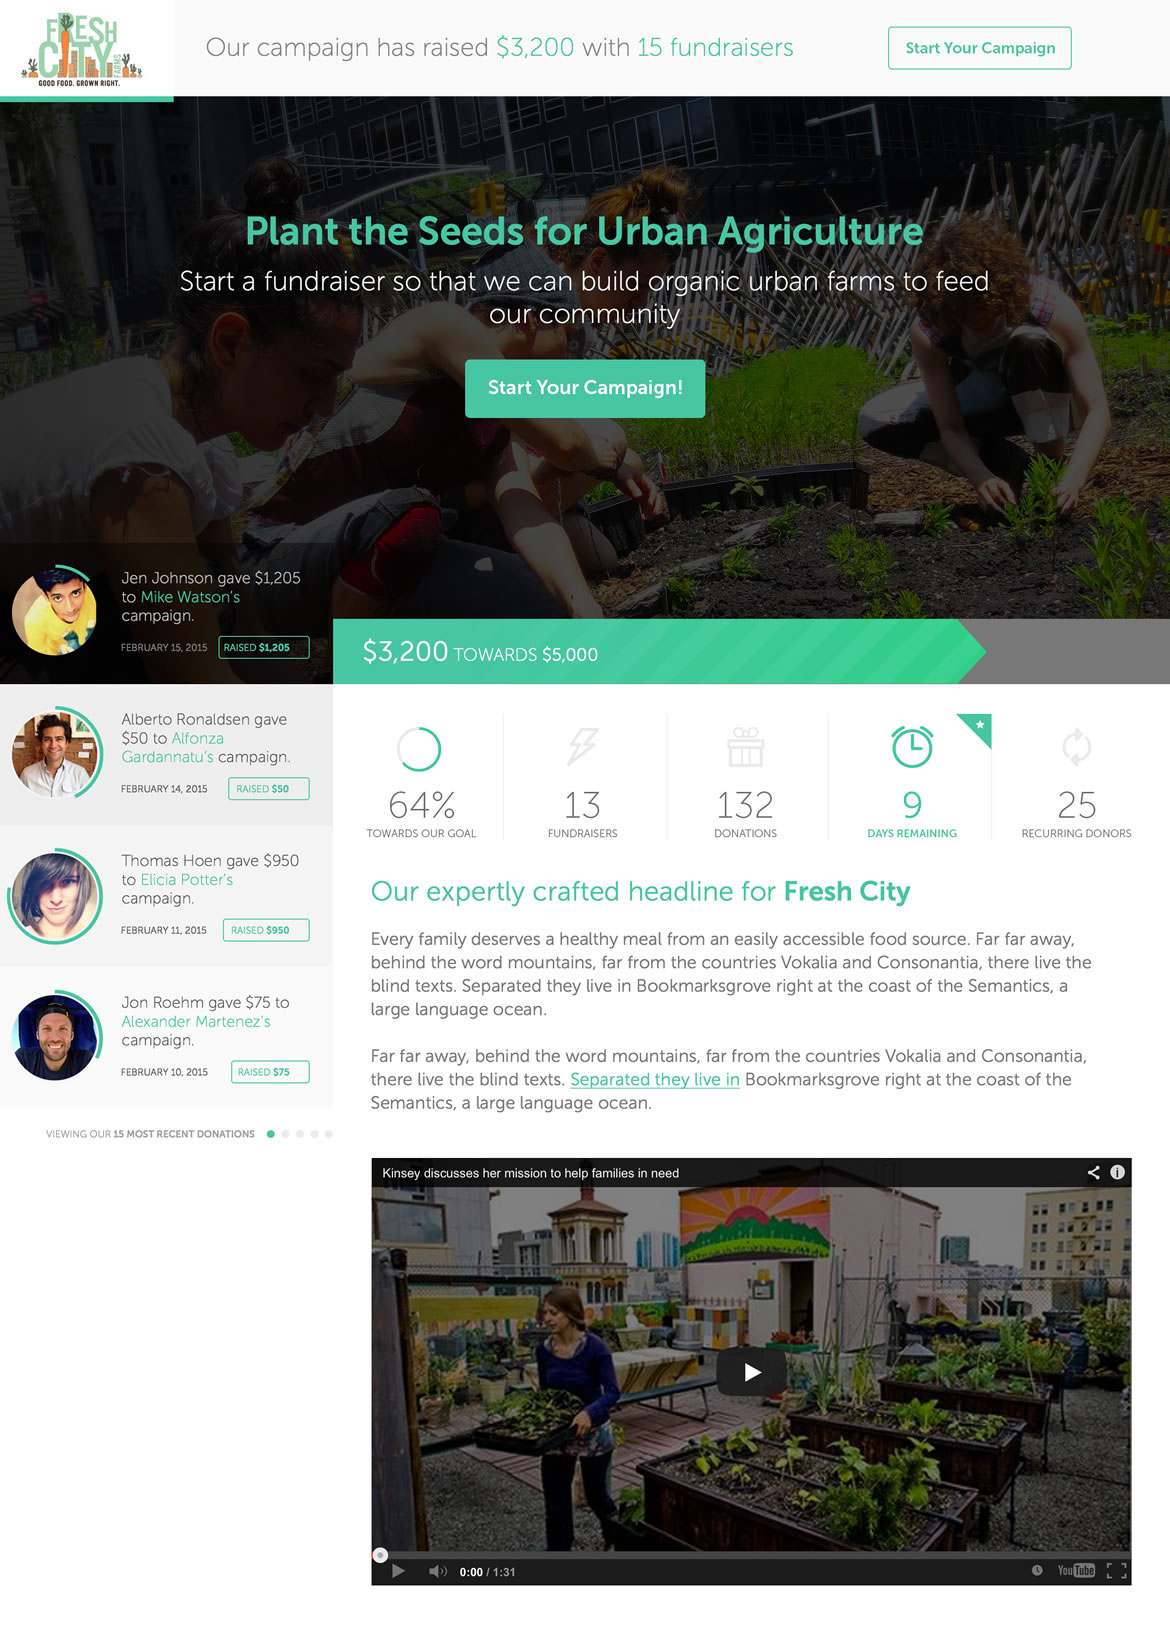 FRESH
CITY
FARMS
GOOD FOOD. GROWN RIGHT.
Our campaign has raised $3,200 with 15 fundraisers
Start Your Campaign
Plant the Seeds for Urban Agriculture
Start a fundraiser so that we can build organic urban farms to feed
our community
Start Your Campaign!
Jen Johnson gave $1,205
to Mike Watson's
campaign.
FEBRUARY 15, 2015 RAISED $1,205
Alberto Ronaldsen gave
$50 to Alfonza
Gardannatu's campaign.
FEBRUARY 14, 2015 RAISED $50
Thomas Hoen gave $950
to Elicia Potter's
campaign.
FEBRUARY 11, 2015 RAISED $950
Jon Roehm gave $75 to
Alexander Martenez's
campaign.
FEBRUARY 10, 2015 RAISED $75
VIEWING OUR 15 MOST RECENT DONATIONS
$3,200 TOWARDS $5,000
64%
TOWARDS OUR GOAL
13
FUNDRAISERS
132
DONATIONS
9
DAYS REMAINING
25
RECURRING DONORS
Our expertly crafted headline for Fresh City
Every family deserves a healthy meal from an easily accessible food source. Far far away,
behind the word mountains, far from the countries Vokalia and Consonantia, there live the
blind texts. Separated they live in Bookmarksgrove right at the coast of the Semantics, a
large language ocean.
Far far away, behind the word mountains, far from the countries Vokalia and Consonantia,
there live the blind texts. Separated they live in Bookmarksgrove right at the coast of the
Semantics, a large language ocean.
Kinsey discusses her mission to help families in need
0:00 / 1:31
YouTube